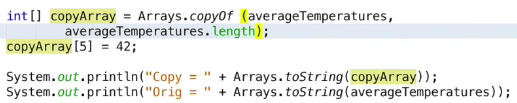 int[] copyArray = Arrays.copyOf (averageTemperatures,
averageTemperatures.length);
copyArray[5] = 42;
System.out.println("Copy = " + Arrays.toString(copyArray));
System.out.println("Orig = " + Arrays.toString(averageTemperatures));